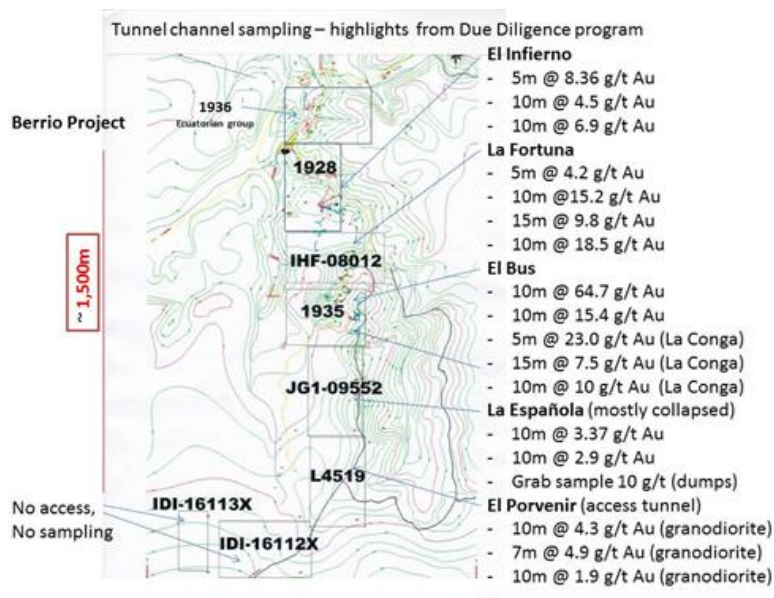 Tunnel channel sampling – highlights from Due Diligence program
El Infierno
- 5m @ 8.36 g/t Au
- 10m @ 4.5 g/t Au
- 10m @ 6.9 g/t Au
La Fortuna
- 5m @ 4.2 g/t Au
- 10m @15.2 g/t Au
- 15m @ 9.8 g/t Au
- 10m @ 18.5 g/t Au
El Bus
- 10m @ 64.7 g/t Au
- 10m @ 15.4 g/t Au
- 5m @ 23.0 g/t Au (La Conga)
- 15m @ 7.5 g/t Au (La Conga)
- 10m @ 10 g/t Au (La Conga)
La Española (mostly collapsed)
- 10m @ 3.37 g/t Au
- 10m @ 2.9 g/t Au
- Grab sample 10 g/t (dumps)
El Porvenir (access tunnel)
- 10m @ 4.3 g/t Au (granodiorite)
- 7m @ 4.9 g/t Au (granodiorite)
- 10m @ 1.9 g/t Au (granodiorite)
Berrio Project
~ 1,500m
No access,
No sampling
1936
Ecuatorian group
1928
IHF-08012
1935
JG1-09552
L4519
IDI-16113X
IDI-16112X